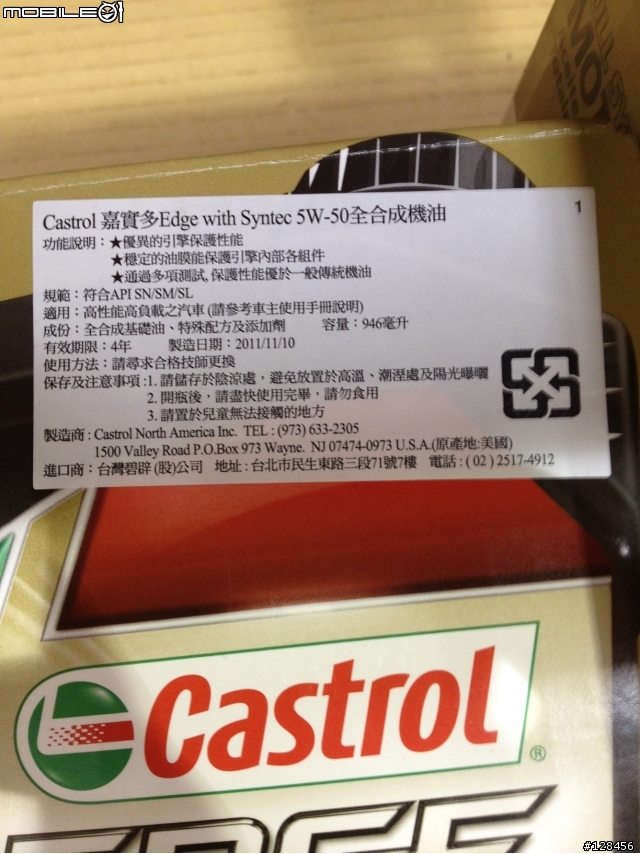 MOBILE01
Castrol 嘉實多Edge with Syntec 5W-50全合成機油
1
功能說明：★優異的引擎保護性能
★穩定的油膜能保護引擎內部各組件
★通過多項測試, 保護性能優於一般傳統機油
規範：符合API SN/SM/SL
適用：高性能高負載之汽車 (請參考車主使用手冊說明)
成份：全合成基礎油、特殊配方及添加劑 容量：946毫升
有效期限：4年 製造日期：2011/11/10
使用方法：請尋求合格技師更換
保存及注意事項：1. 請儲存於陰涼處，避免放置於高溫、潮溼處及陽光曝曬
2. 開瓶後，請盡快使用完畢，請勿食用
3. 請置於兒童無法接觸的地方
製造商：Castrol North America Inc. TEL : (973) 633-2305
1500 Valley Road P.O.Box 973 Wayne. NJ 07474-0973 U.S.A.(原產地:美國)
進口商：台灣碧辟 (股)公司 地址：台北市民生東路三段71號7樓 電話 : ( 02 ) 2517-4912
Castrol®
EDGE
#128456